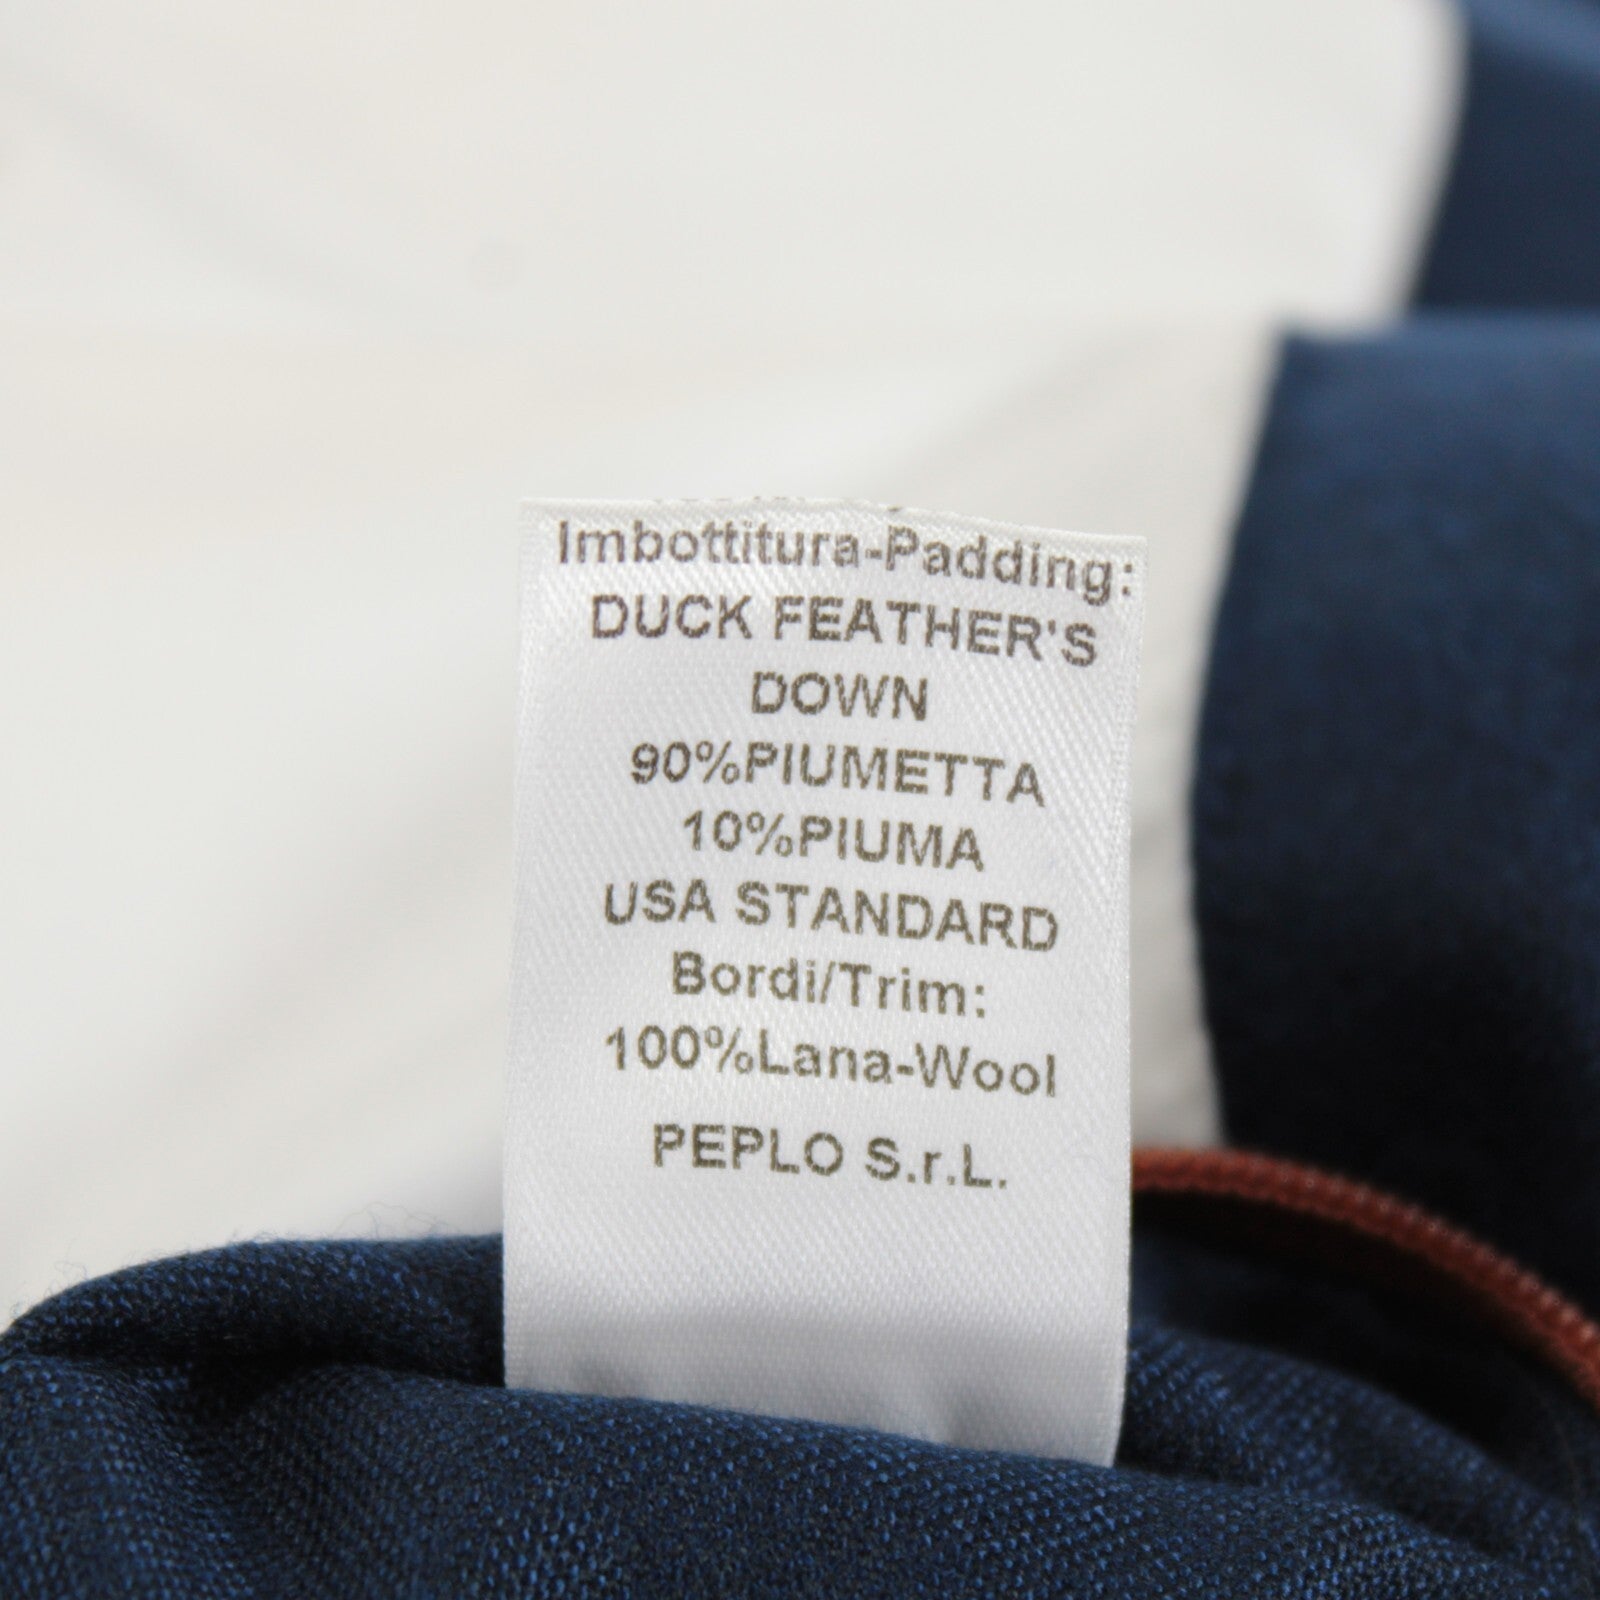 Imbottitura-Padding:
DUCK FEATHER'S
DOWN
90%PIUMETTA
10%PIUMA
USA STANDARD
Bordi/Trim:
100%Lana-Wool
PEPLO S.r.L.